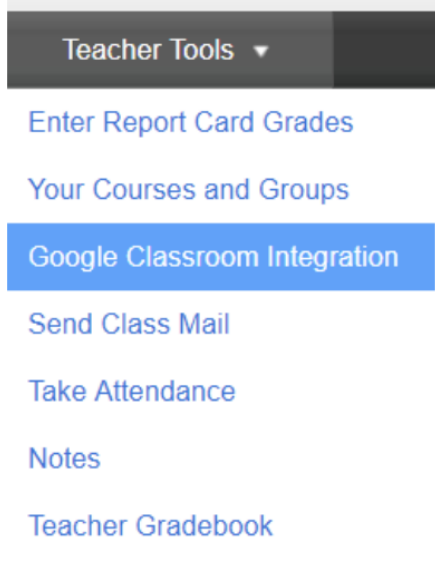 Teacher Tools
Enter Report Card Grades
Your Courses and Groups
Google Classroom Integration
Send Class Mail
Take Attendance
Notes
Teacher Gradebook